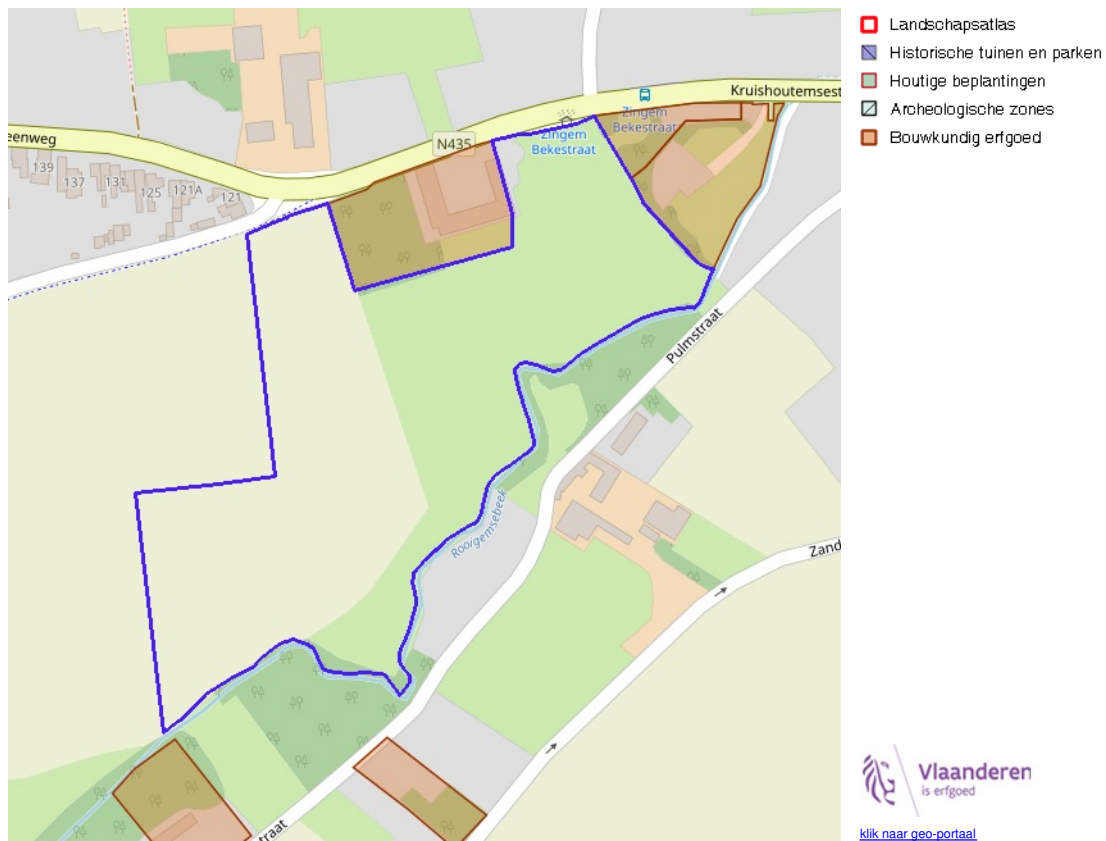 Landschapsatlas
Historische tuinen en parken
Houtige beplantingen
Archeologische zones
Bouwkundig erfgoed
Kruishoutemsest
Zingem
Bekestraat
Zingem
Bekestraat
N435
eenweg
139
137
131
125
121A
121
Pulmstraat
Rooigemsebeek
Zand
traat
Vlaanderen
is erfgoed
klik naar geo-portaal